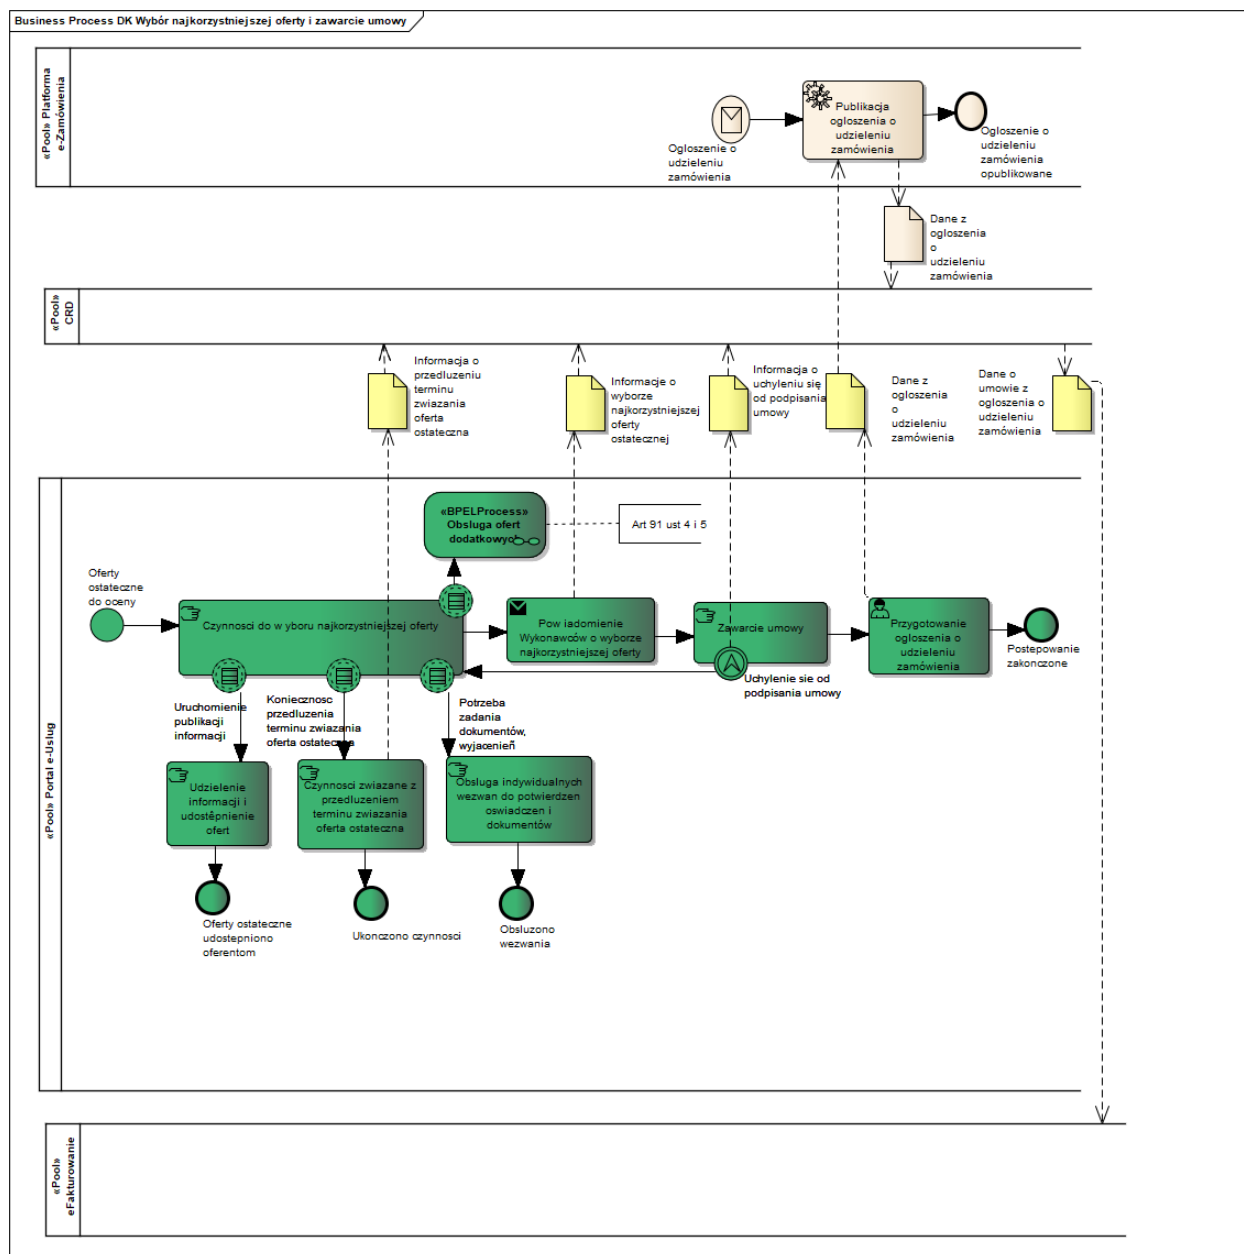 Business Process DK Wybór najkorzystniejszej oferty i zawarcie umowy
«Pool» Platforma
e-Zamówienia
Ogloszenie o
udzieleniu
zamówienia
Publikacja
ogloszenia o
udzieleniu
zamówienia
Ogloszenie o
udzieleniu
zamówienia
opublikowane
Dane z
ogloszenia
o
udzieleniu
zamówienia
«Pool»
CRD
Informacja o
przedluzeniu
terminu
zwiazania
oferta
ostateczna
Informacje o
wyborze
najkorzystniejszej
oferty
ostatecznej
Informacja o
uchyleniu się
od podpisania
umowy
Dane z
ogloszenia
o
udzieleniu
zamówienia
Dane o
umowie z
ogloszenia o
udzieleniu
zamówienia
«Pool» Portal e-Uslug
«BPELProcess»
Obsluga ofert
dodatkowych
Art 91 ust 4 i 5
Oferty
ostateczne
do oceny
Czynnosci do w yboru najkorzystniejszej oferty
Pow iadomienie
Wykonawców o wyborze
najkorzystniejszej oferty
Zawarcie umowy
Uchylenie sie od
podpisania umowy
Przygotowanie
ogloszenia o
udzieleniu
zamówienia
Postepowanie
zakonczone
Uruchomienie
publikacji
informacji
Koniecznosc
przedluzenia
terminu zwiazania
oferta ostateczna
Potrzeba
zadania
dokumentów,
wyjaœnieñ
Udzielenie
informacji i
udostêpnienie
ofert
Czynnosci zwiazane z
przedluzeniem
terminu zwiazania
oferta ostateczna
Obsluga indywidualnych
wezwan do potwierdzen
oswiadczen i
dokumentów
Oferty ostateczne
udostepniono
oferentom
Ukonczono czynnosci
Obsluzono
wezwania
«Pool»
eFakturowanie